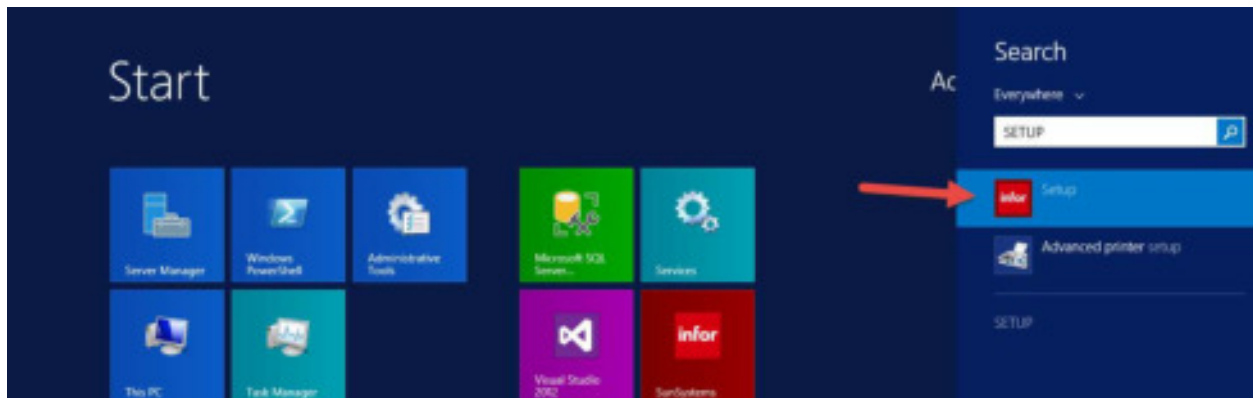 Start
Ac
Search
Everywhere
SETUP
infor
Setup
Advanced printer setup
SETUP
Server Manager
Windows
PowerShell
Administrative
Tools
Microsoft SQL
Server...
Services
This PC
Task Manager
Visual Studio
2012
infor
SunSystems